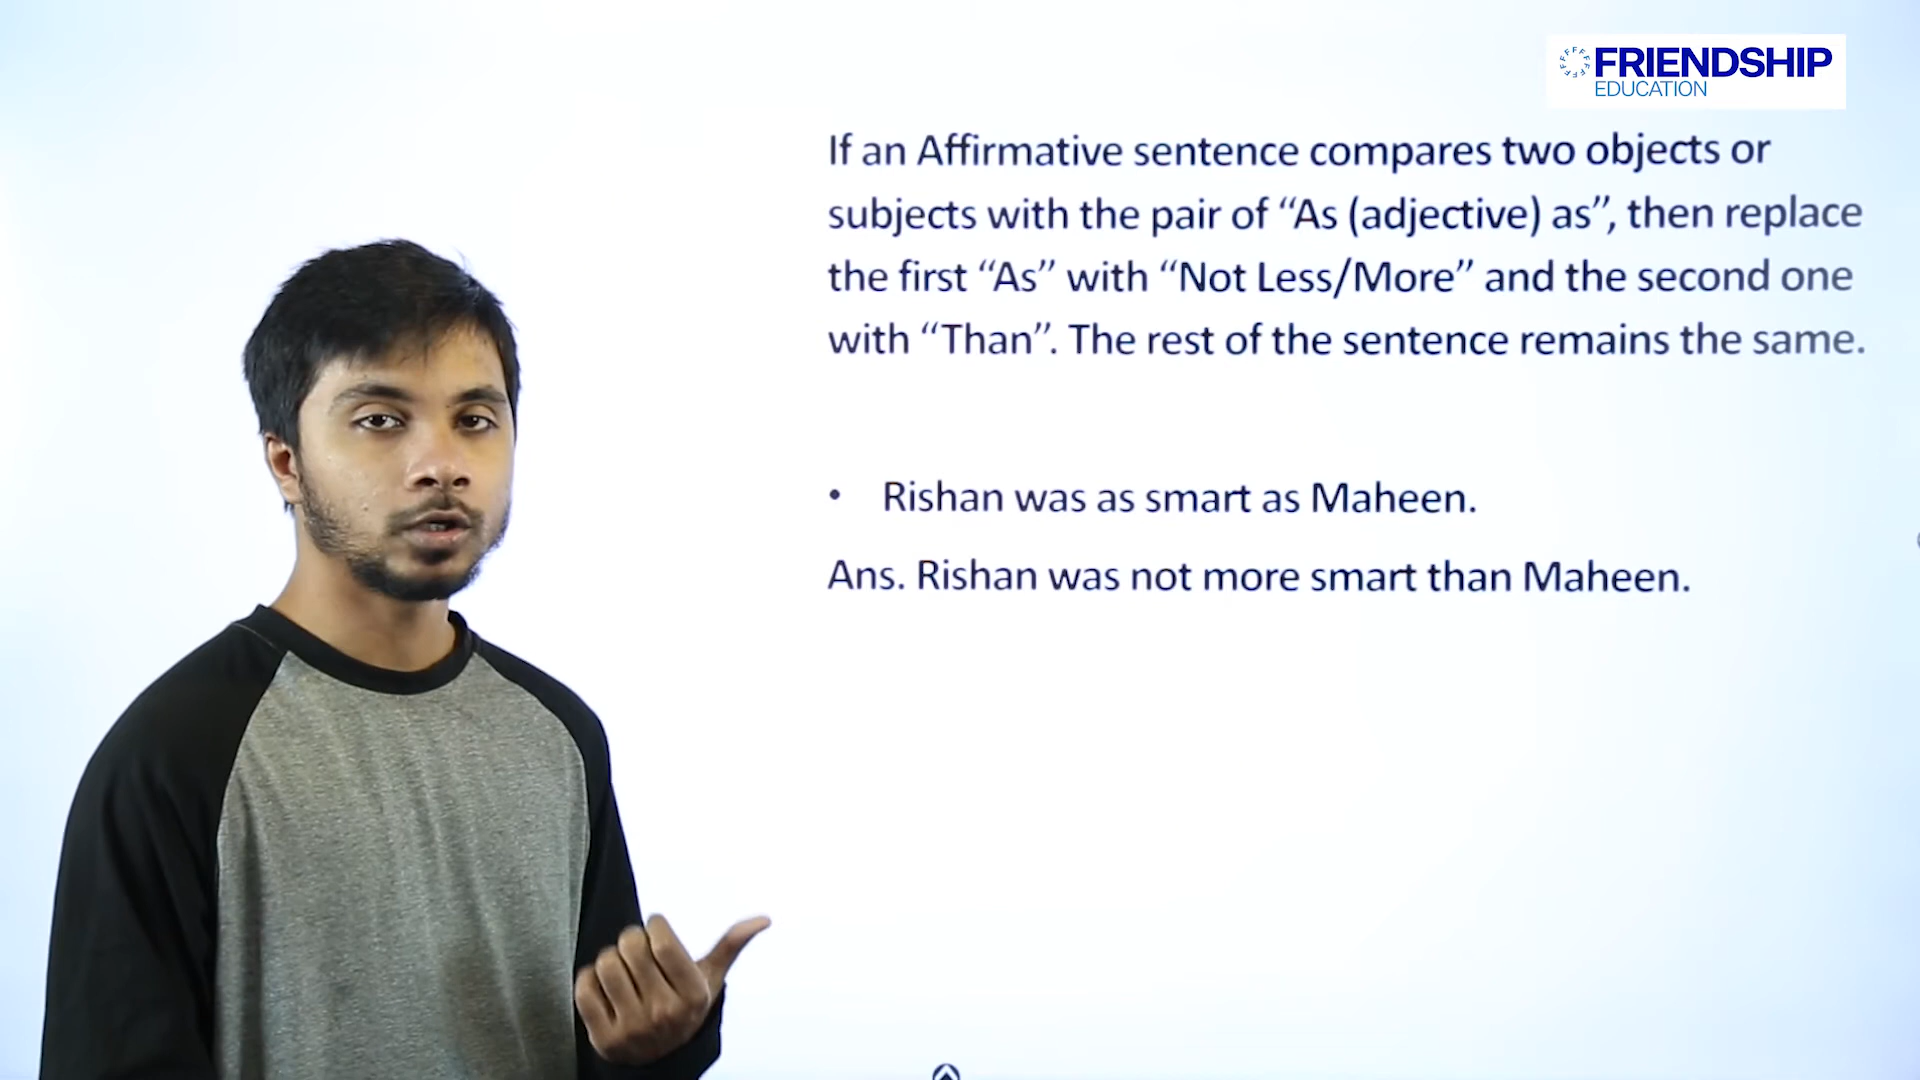 FRIENDSHIP
EDUCATION
If an Affirmative sentence compares two objects or
subjects with the pair of “As (adjective) as”, then replace
the first “As” with “Not Less/More” and the second one
with “Than”. The rest of the sentence remains the same.
• Rishan was as smart as Maheen.
Ans. Rishan was not more smart than Maheen.